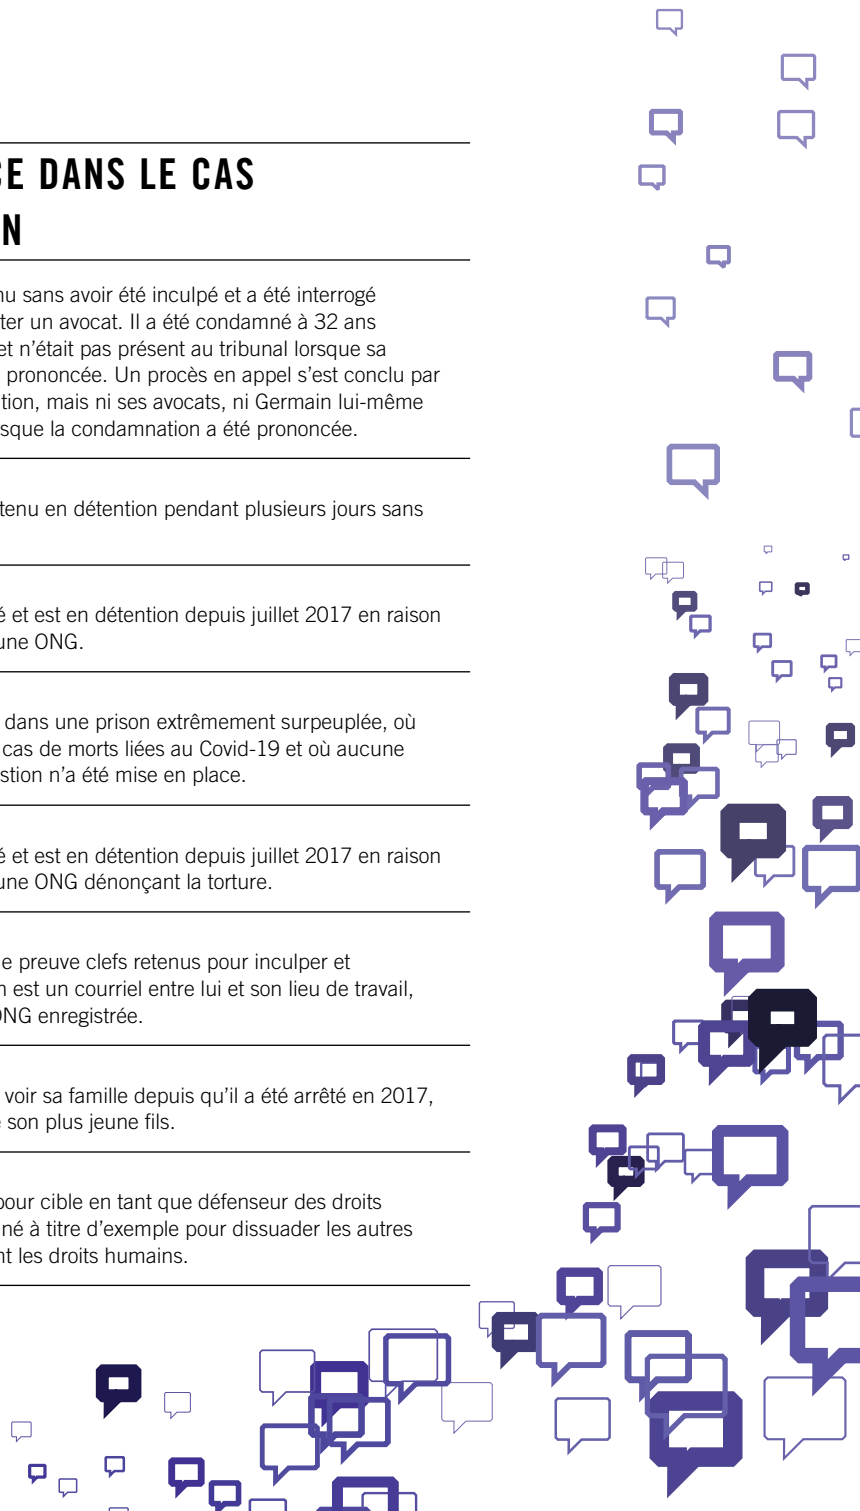 CE DANS LE CAS
N
nu sans avoir été inculpé et a été interrogé
ter un avocat. Il a été condamné à 32 ans
et n’était pas présent au tribunal lorsque sa
prononcée. Un procès en appel s’est conclu par
tion, mais ni ses avocats, ni Germain lui-même
sque la condamnation a été prononcée.
tenu en détention pendant plusieurs jours sans
é et est en détention depuis juillet 2017 en raison
une ONG.
dans une prison extrêmement surpeuplée, où
cas de morts liées au Covid-19 et où aucune
stion n’a été mise en place.
é et est en détention depuis juillet 2017 en raison
une ONG dénonçant la torture.
e preuve clefs retenus pour inculper et
n est un courriel entre lui et son lieu de travail,
ONG enregistrée.
voir sa famille depuis qu’il a été arrêté en 2017,
e son plus jeune fils.
pour cible en tant que défenseur des droits
né à titre d’exemple pour dissuader les autres
nt les droits humains.